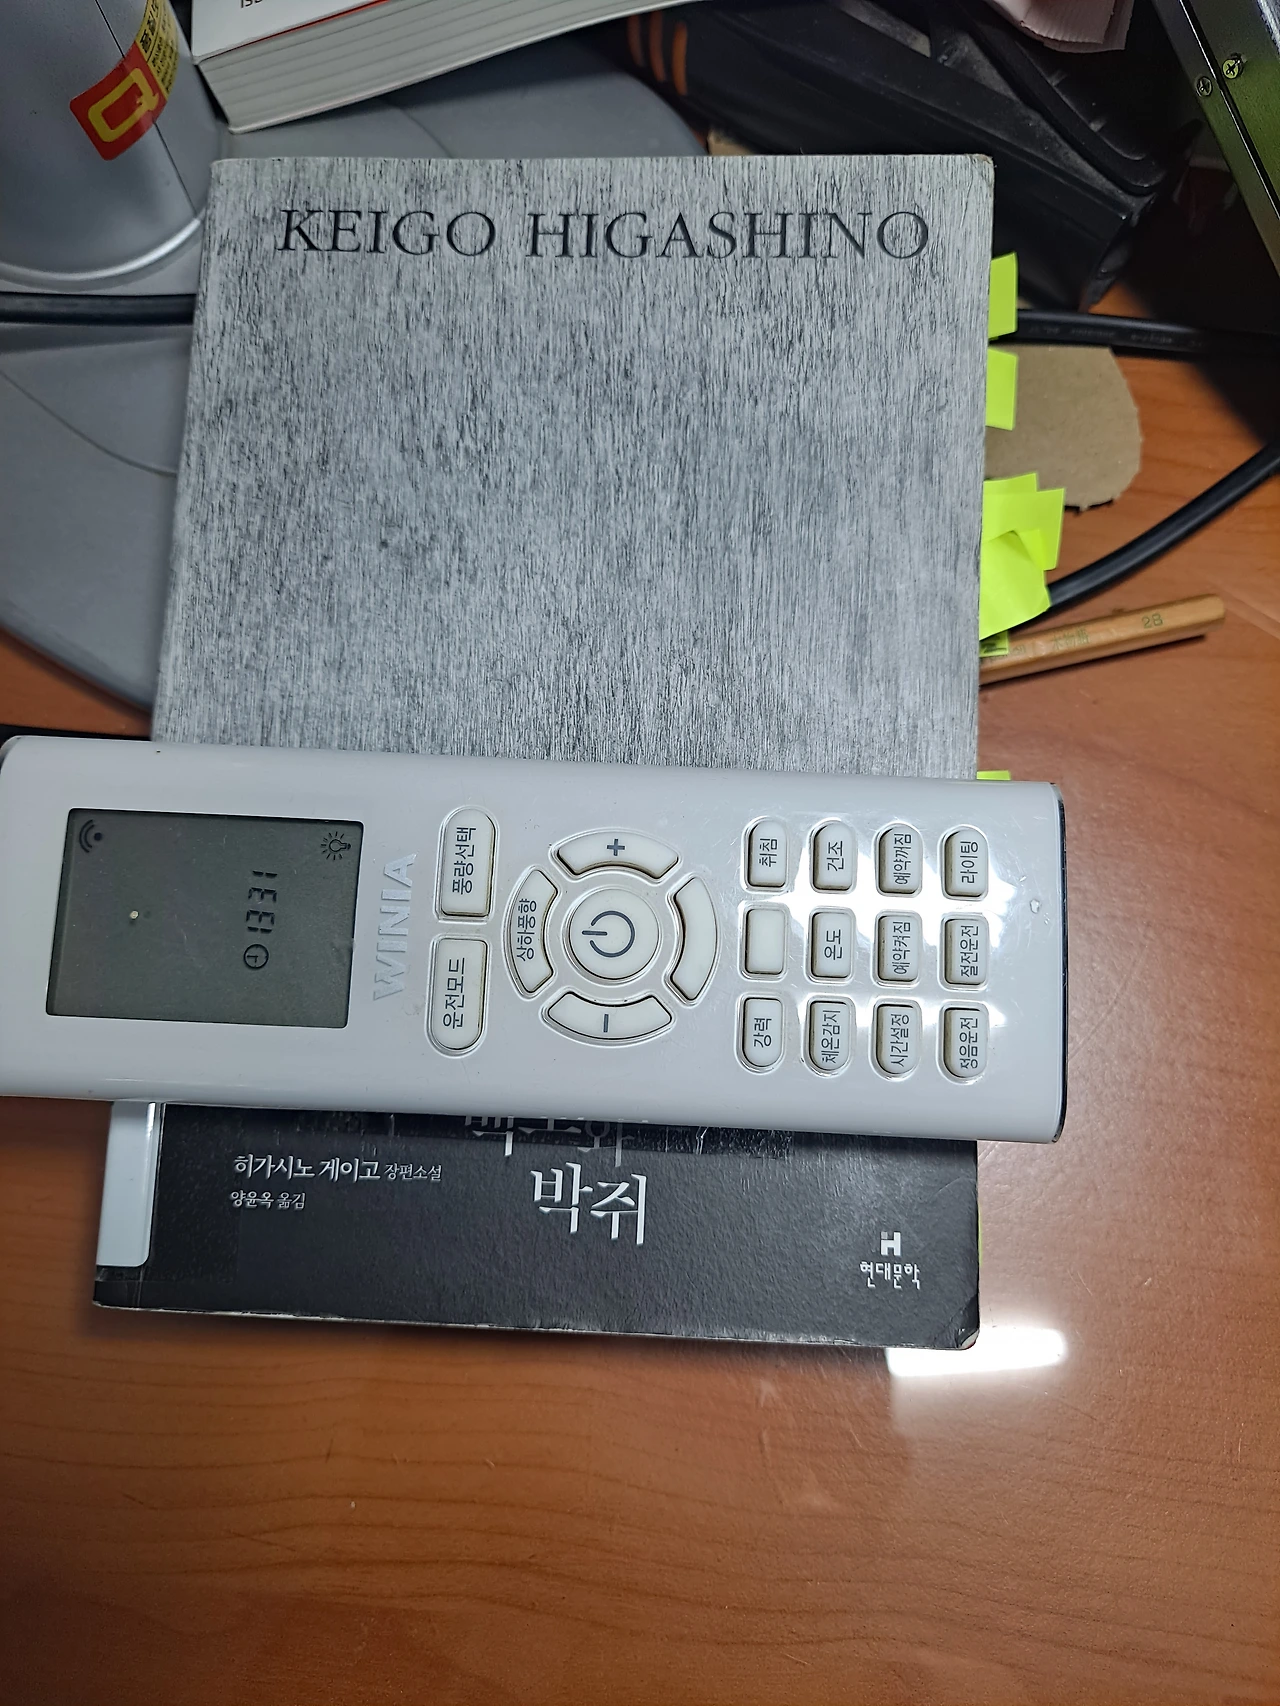 KEIGO HIGASHINO
28
1331
WINIA
풍량선택
운전모드
상하풍향
+
−
취침
건조
예약꺼짐
라이팅
온도
예약켜짐
절전운전
강력
체온감지
시간설정
정음운전
박쥐
히가시노 게이고 장편소설
양윤옥 옮김
H
현대문학